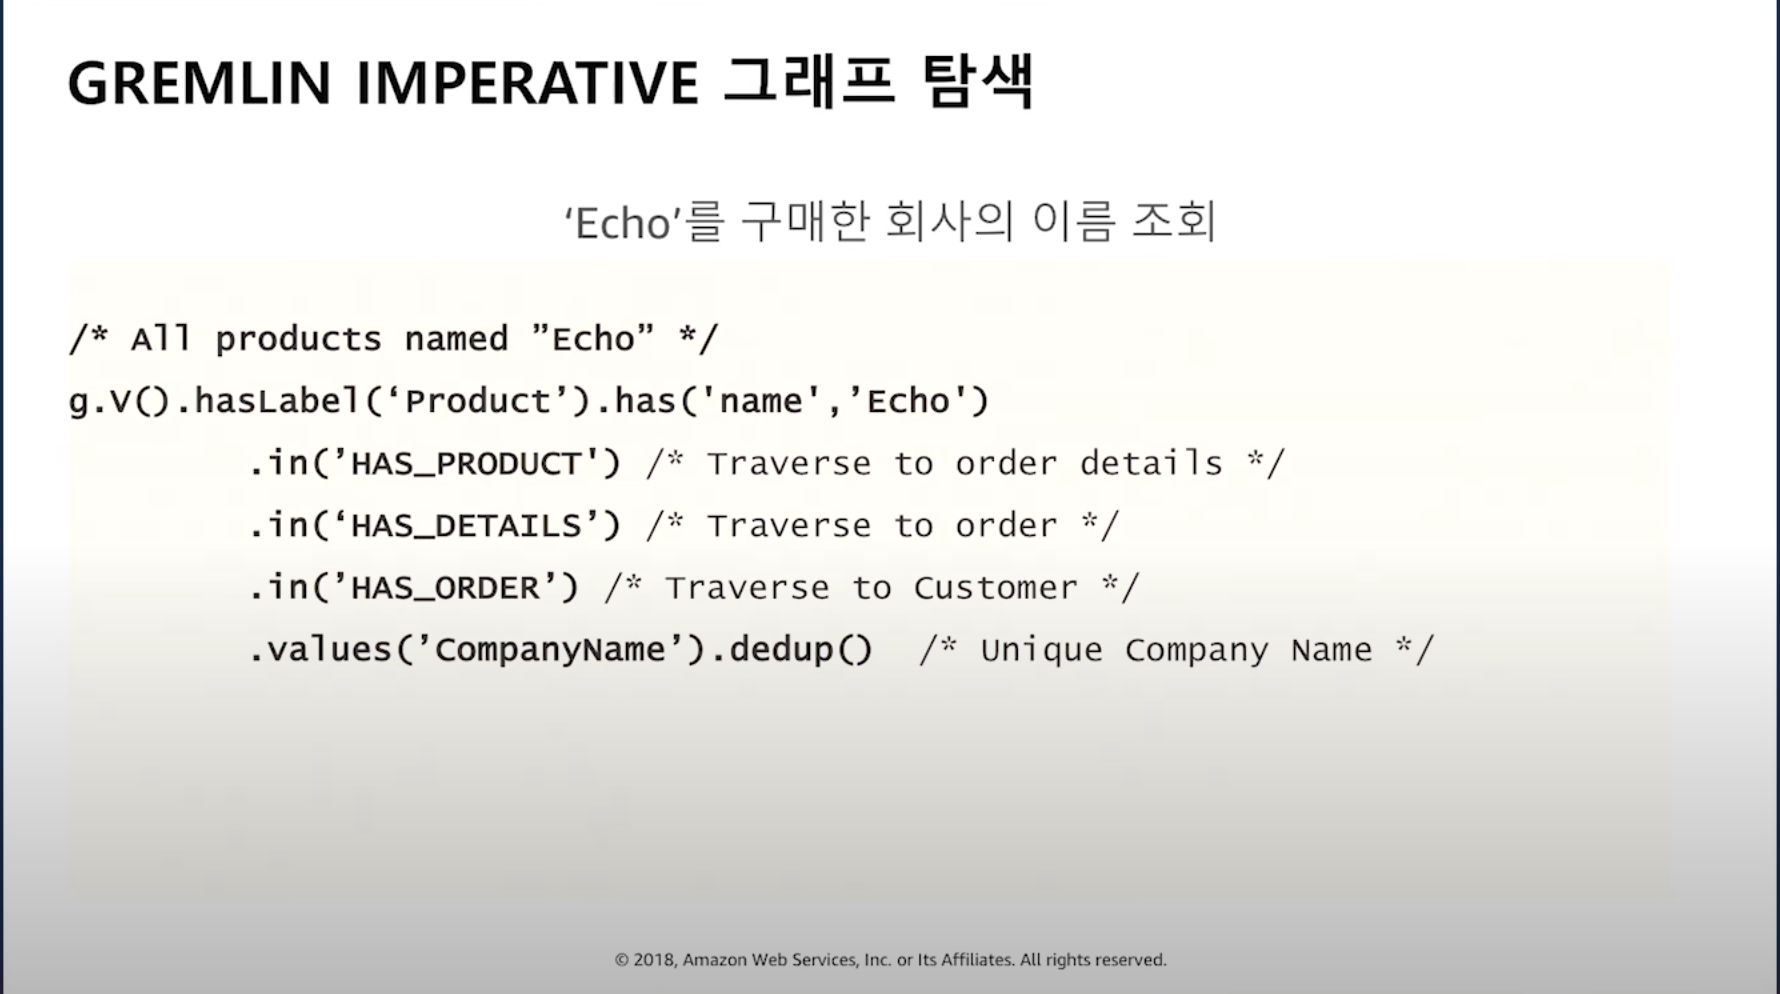 GREMLIN IMPERATIVE 그래프 탐색
‘Echo’를 구매한 회사의 이름 조회
/* All products named ”Echo” */
g.V().hasLabel(‘Product’).has('name',’Echo')
.in(’HAS_PRODUCT') /* Traverse to order details */
.in(‘HAS_DETAILS’) /* Traverse to order */
.in(’HAS_ORDER’) /* Traverse to Customer */
.values(’CompanyName’).dedup() /* Unique Company Name */
© 2018, Amazon Web Services, Inc. or Its Affiliates. All rights reserved.